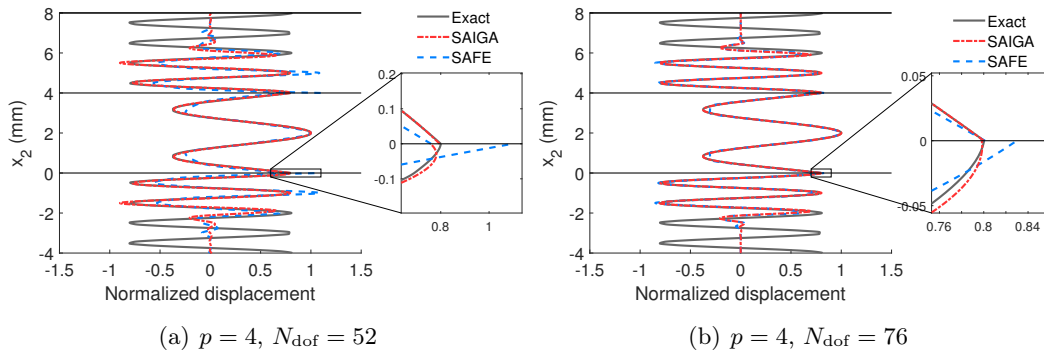 8
6
4
2
0
-2
-4
x2 (mm)
-1.5 -1 -0.5 0 0.5 1 1.5
Normalized displacement
Exact
SAIGA
SAFE
0.2
0.1
0
-0.1
0.8 1
(a) p = 4, Ndof = 52
8
6
4
2
0
-2
-4
x2 (mm)
-1.5 -1 -0.5 0 0.5 1 1.5
Normalized displacement
Exact
SAIGA
SAFE
0.05
0
-0.05
0.76 0.8 0.84
(b) p = 4, Ndof = 76